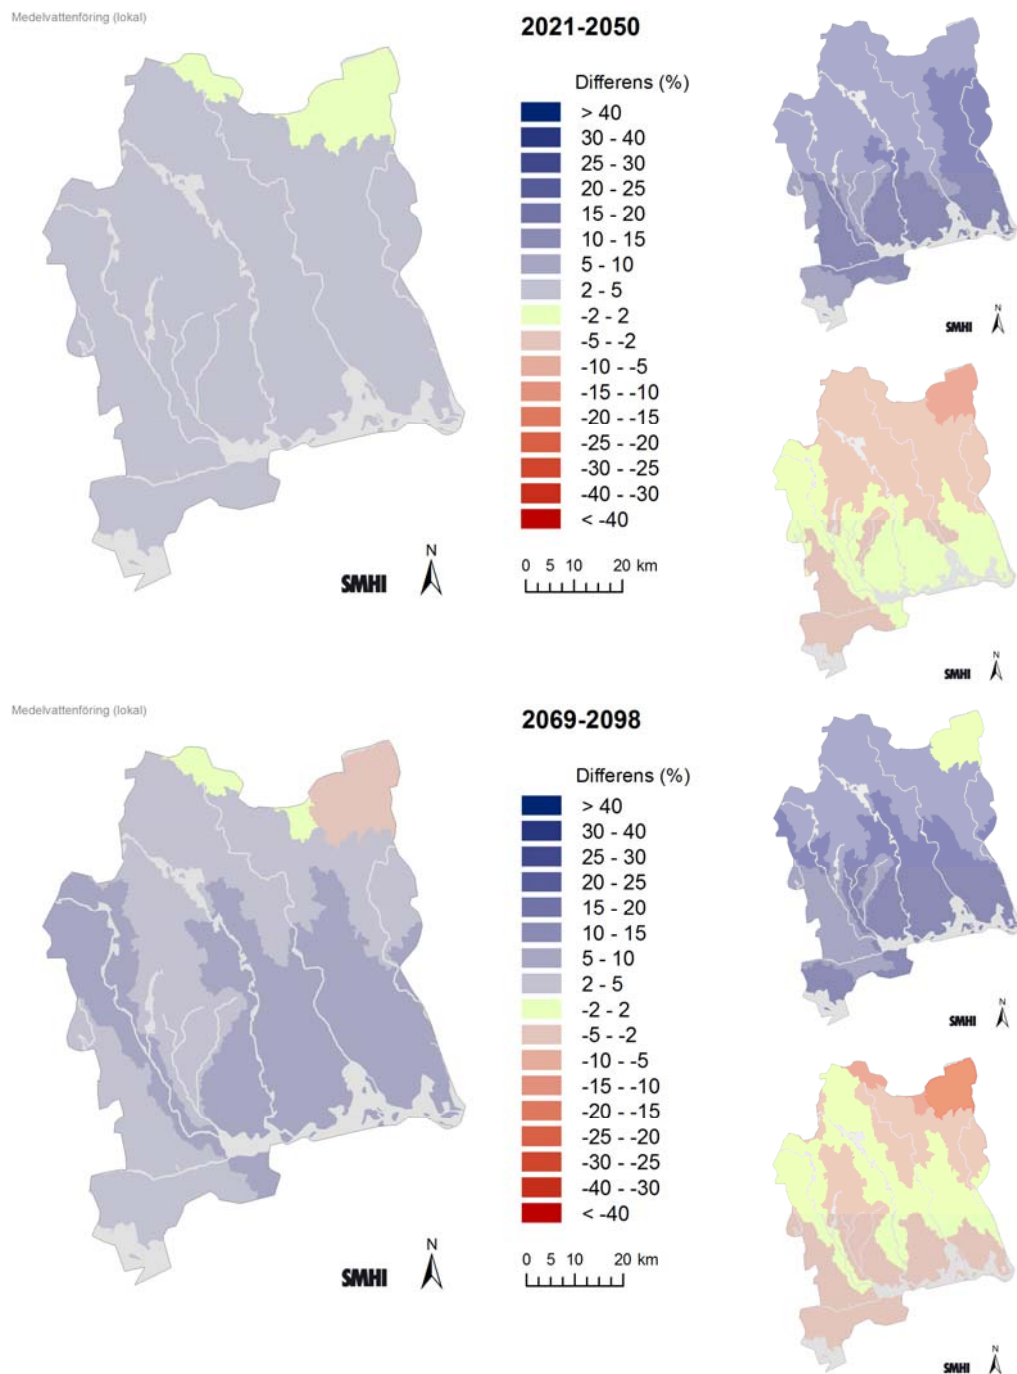 Medelvattenföring (lokal)
2021-2050
Differens (%)
> 40
30 - 40
25 - 30
20 - 25
15 - 20
10 - 15
5 - 10
2 - 5
-2 - 2
-5 - -2
-10 - -5
-15 - -10
-20 - -15
-25 - -20
-30 - -25
-40 - -30
< -40
0 5 10 20 km
N
SMHI
N
SMHI
N
SMHI
Medelvattenföring (lokal)
2069-2098
Differens (%)
> 40
30 - 40
25 - 30
20 - 25
15 - 20
10 - 15
5 - 10
2 - 5
-2 - 2
-5 - -2
-10 - -5
-15 - -10
-20 - -15
-25 - -20
-30 - -25
-40 - -30
< -40
0 5 10 20 km
N
SMHI
N
SMHI
N
SMHI